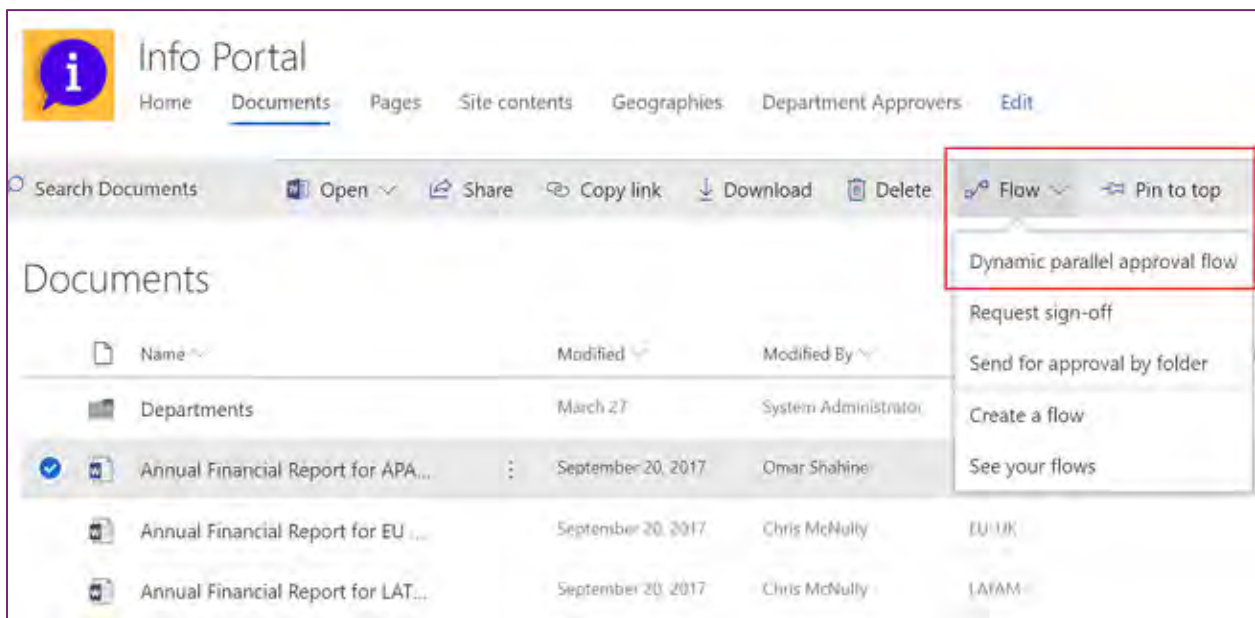 Info Portal
Home Documents Pages Site contents Geographies Department Approvers Edit
Search Documents Open Share Copy link Download Delete Flow Pin to top
Dynamic parallel approval flow
Documents
Request sign-off
Name Modified Modified By
Send for approval by folder
Departments March 27 System Administrator
Create a flow
Annual Financial Report for APA... September 20, 2017 Omar Shahine
See your flows
Annual Financial Report for EU ... September 20, 2017 Chris McNully EU-UK
Annual Financial Report for LAT... September 20, 2017 Chris McNully LATAM